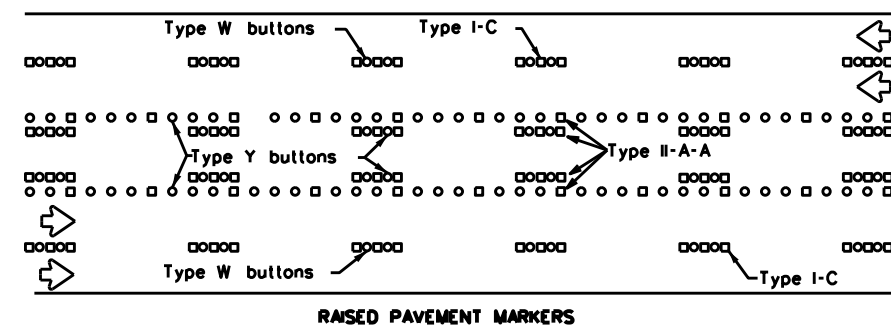 Type W buttons
Type I-C
Type Y buttons
Type II-A-A
Type W buttons
Type I-C
RAISED PAVEMENT MARKERS